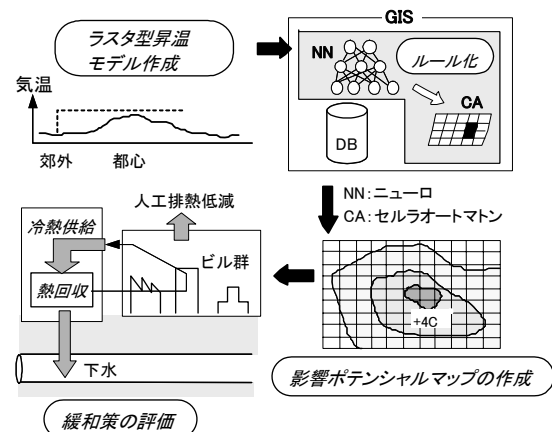 ラスタ型昇温
モデル作成
気温
郊外
都心
GIS
NN
ルール化
CA
DB
NN:ニューロ
CA:セルラオートマトン
+4C
影響ポテンシャルマップの作成
人工排熱低減
冷熱供給
ビル群
熱回収
下水
緩和策の評価